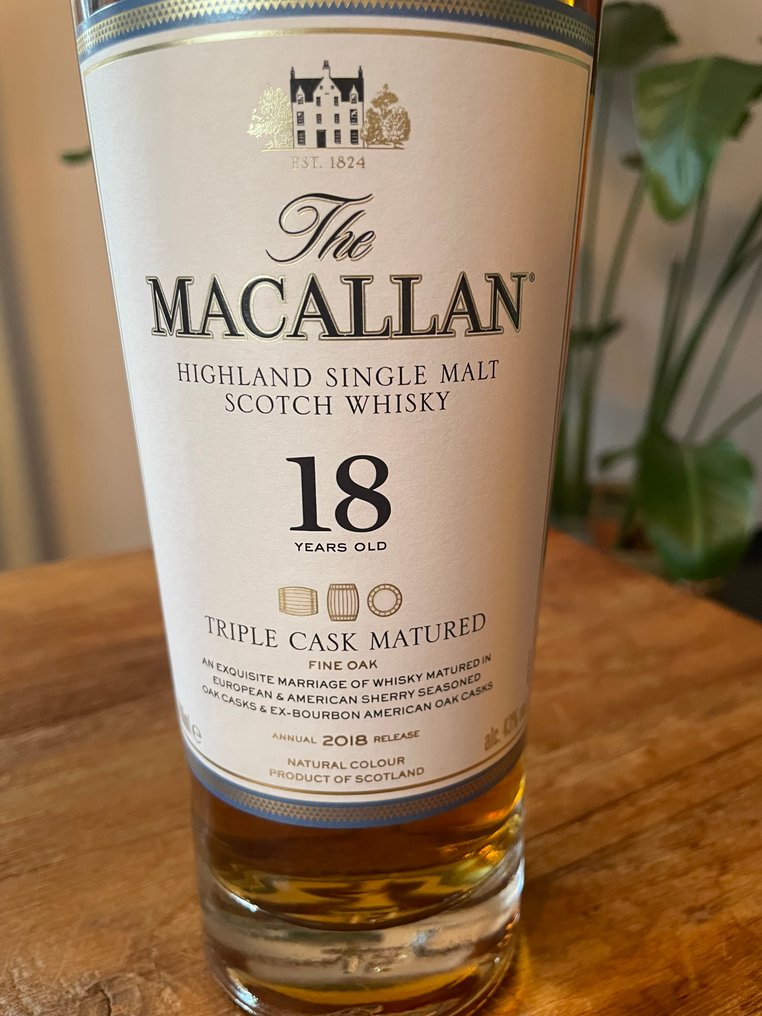 EST. 1824
The
MACALLAN®
HIGHLAND SINGLE MALT
SCOTCH WHISKY
18
YEARS OLD
TRIPLE CASK MATURED
FINE OAK
AN EXQUISITE MARRIAGE OF WHISKY MATURED IN
EUROPEAN & AMERICAN SHERRY SEASONED
OAK CASKS & EX-BOURBON AMERICAN OAK CASKS
ANNUAL 2018 RELEASE
alc.
NATURAL COLOUR
PRODUCT OF SCOTLAND